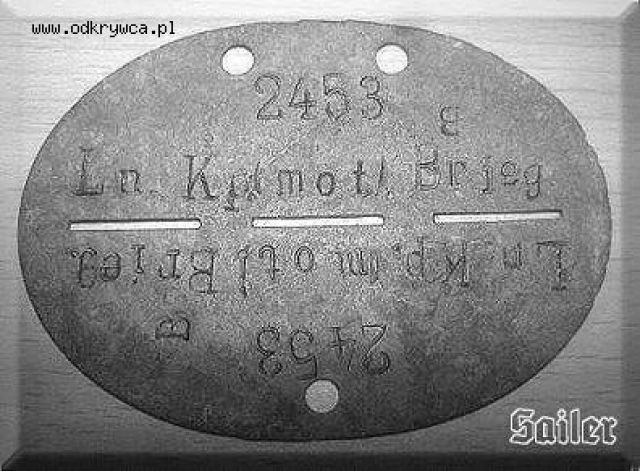 www.odkrywca.pl
2453
B
Ln. Kp/mot/. Brieg
Ln. Kp./mot/Brieg.
2453
B
Sailer